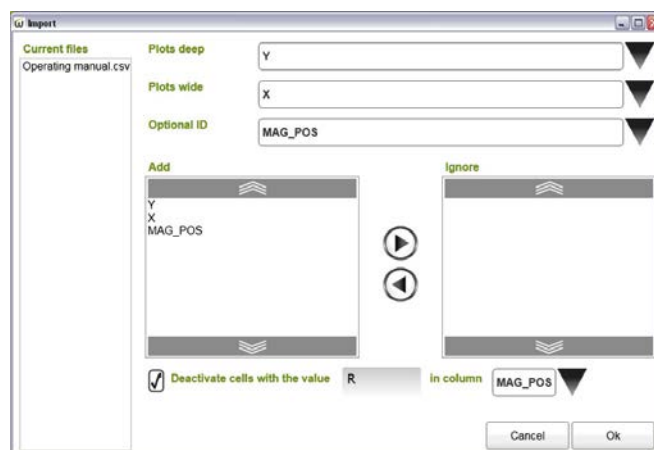 Import
Current files
Operating manual.csv
Plots deep
Y
Plots wide
X
Optional ID
MAG_POS
Add
Ignore
Y
X
MAG_POS
Deactivate cells with the value
R
in column
MAG_POS
Cancel
Ok